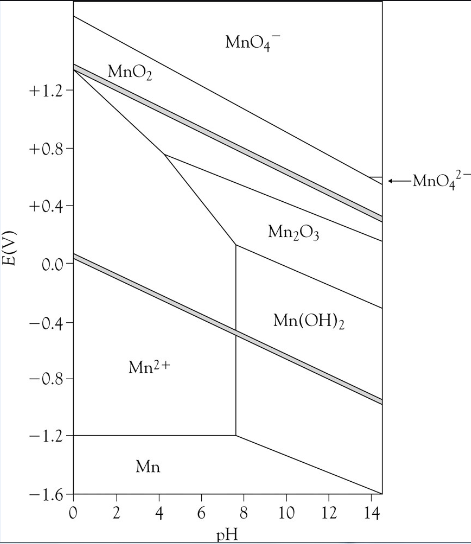 MnO₄⁻
MnO₂
+1.2
+0.8
MnO₄²⁻
+0.4
Mn₂O₃
E(V)
0.0
Mn(OH)₂
−0.4
Mn²⁺
−0.8
−1.2
Mn
−1.6
0 2 4 6 8 10 12 14
pH